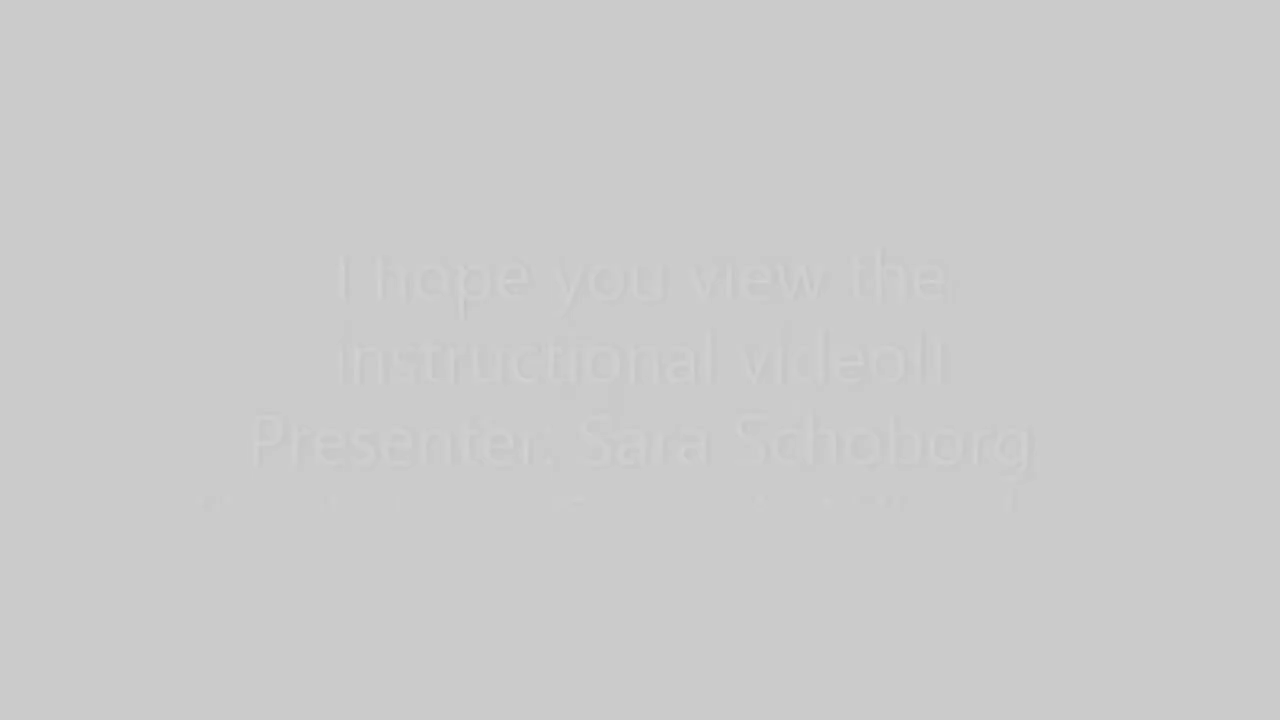 I hope you view the
instructional video!!
Presenter: Sara Schoborg